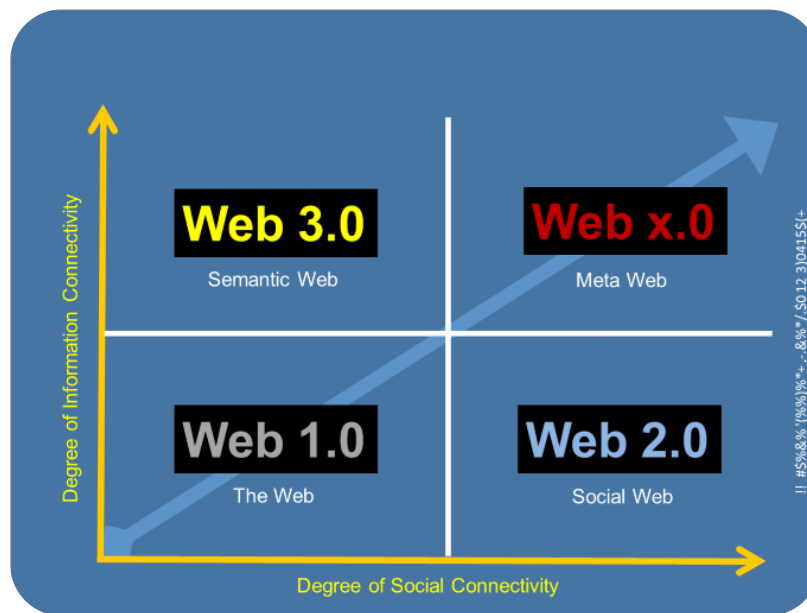 Web 3.0
Semantic Web
Web x.0
Meta Web
Web 1.0
The Web
Web 2.0
Social Web
Degree of Information Connectivity
Degree of Social Connectivity